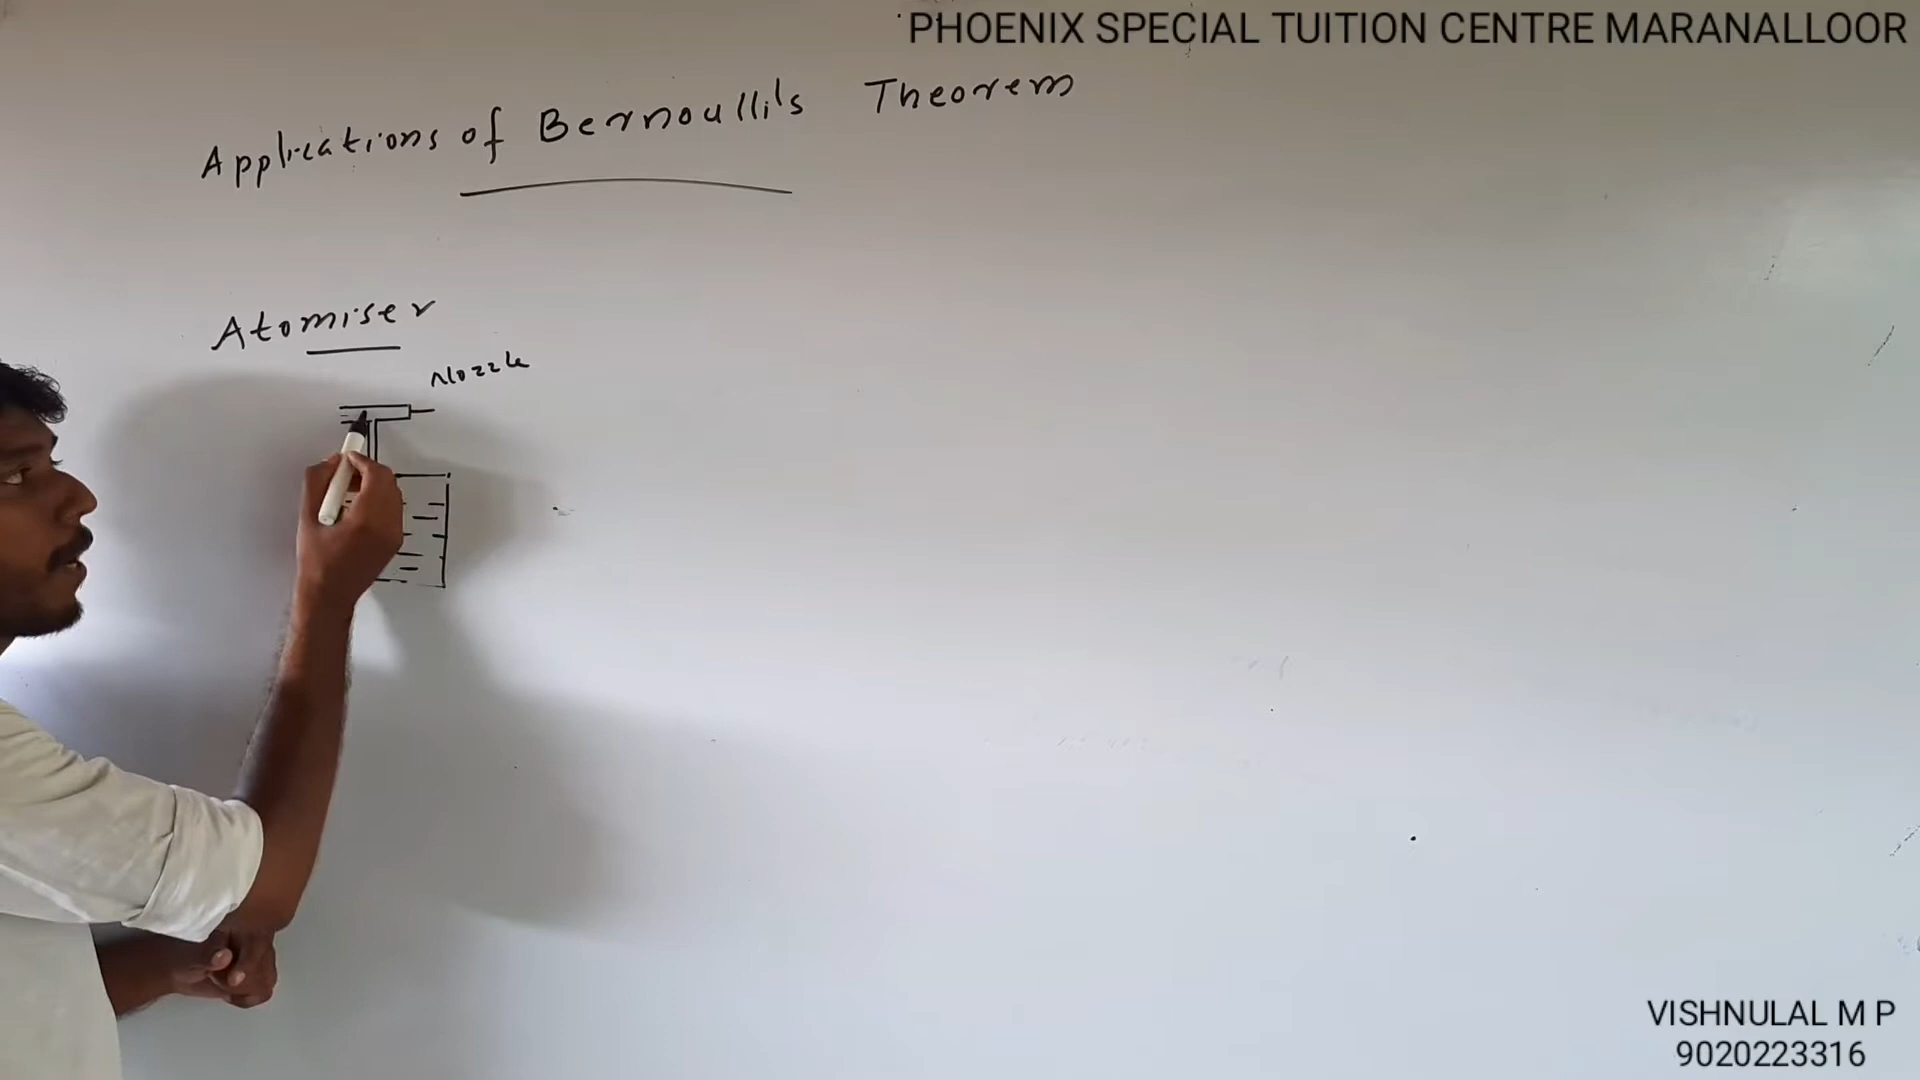 PHOENIX SPECIAL TUITION CENTRE MARANALLOOR
Applications of Bernoulli's Theorem
Atomiser
Nozzle
VISHNULAL M P
9020223316